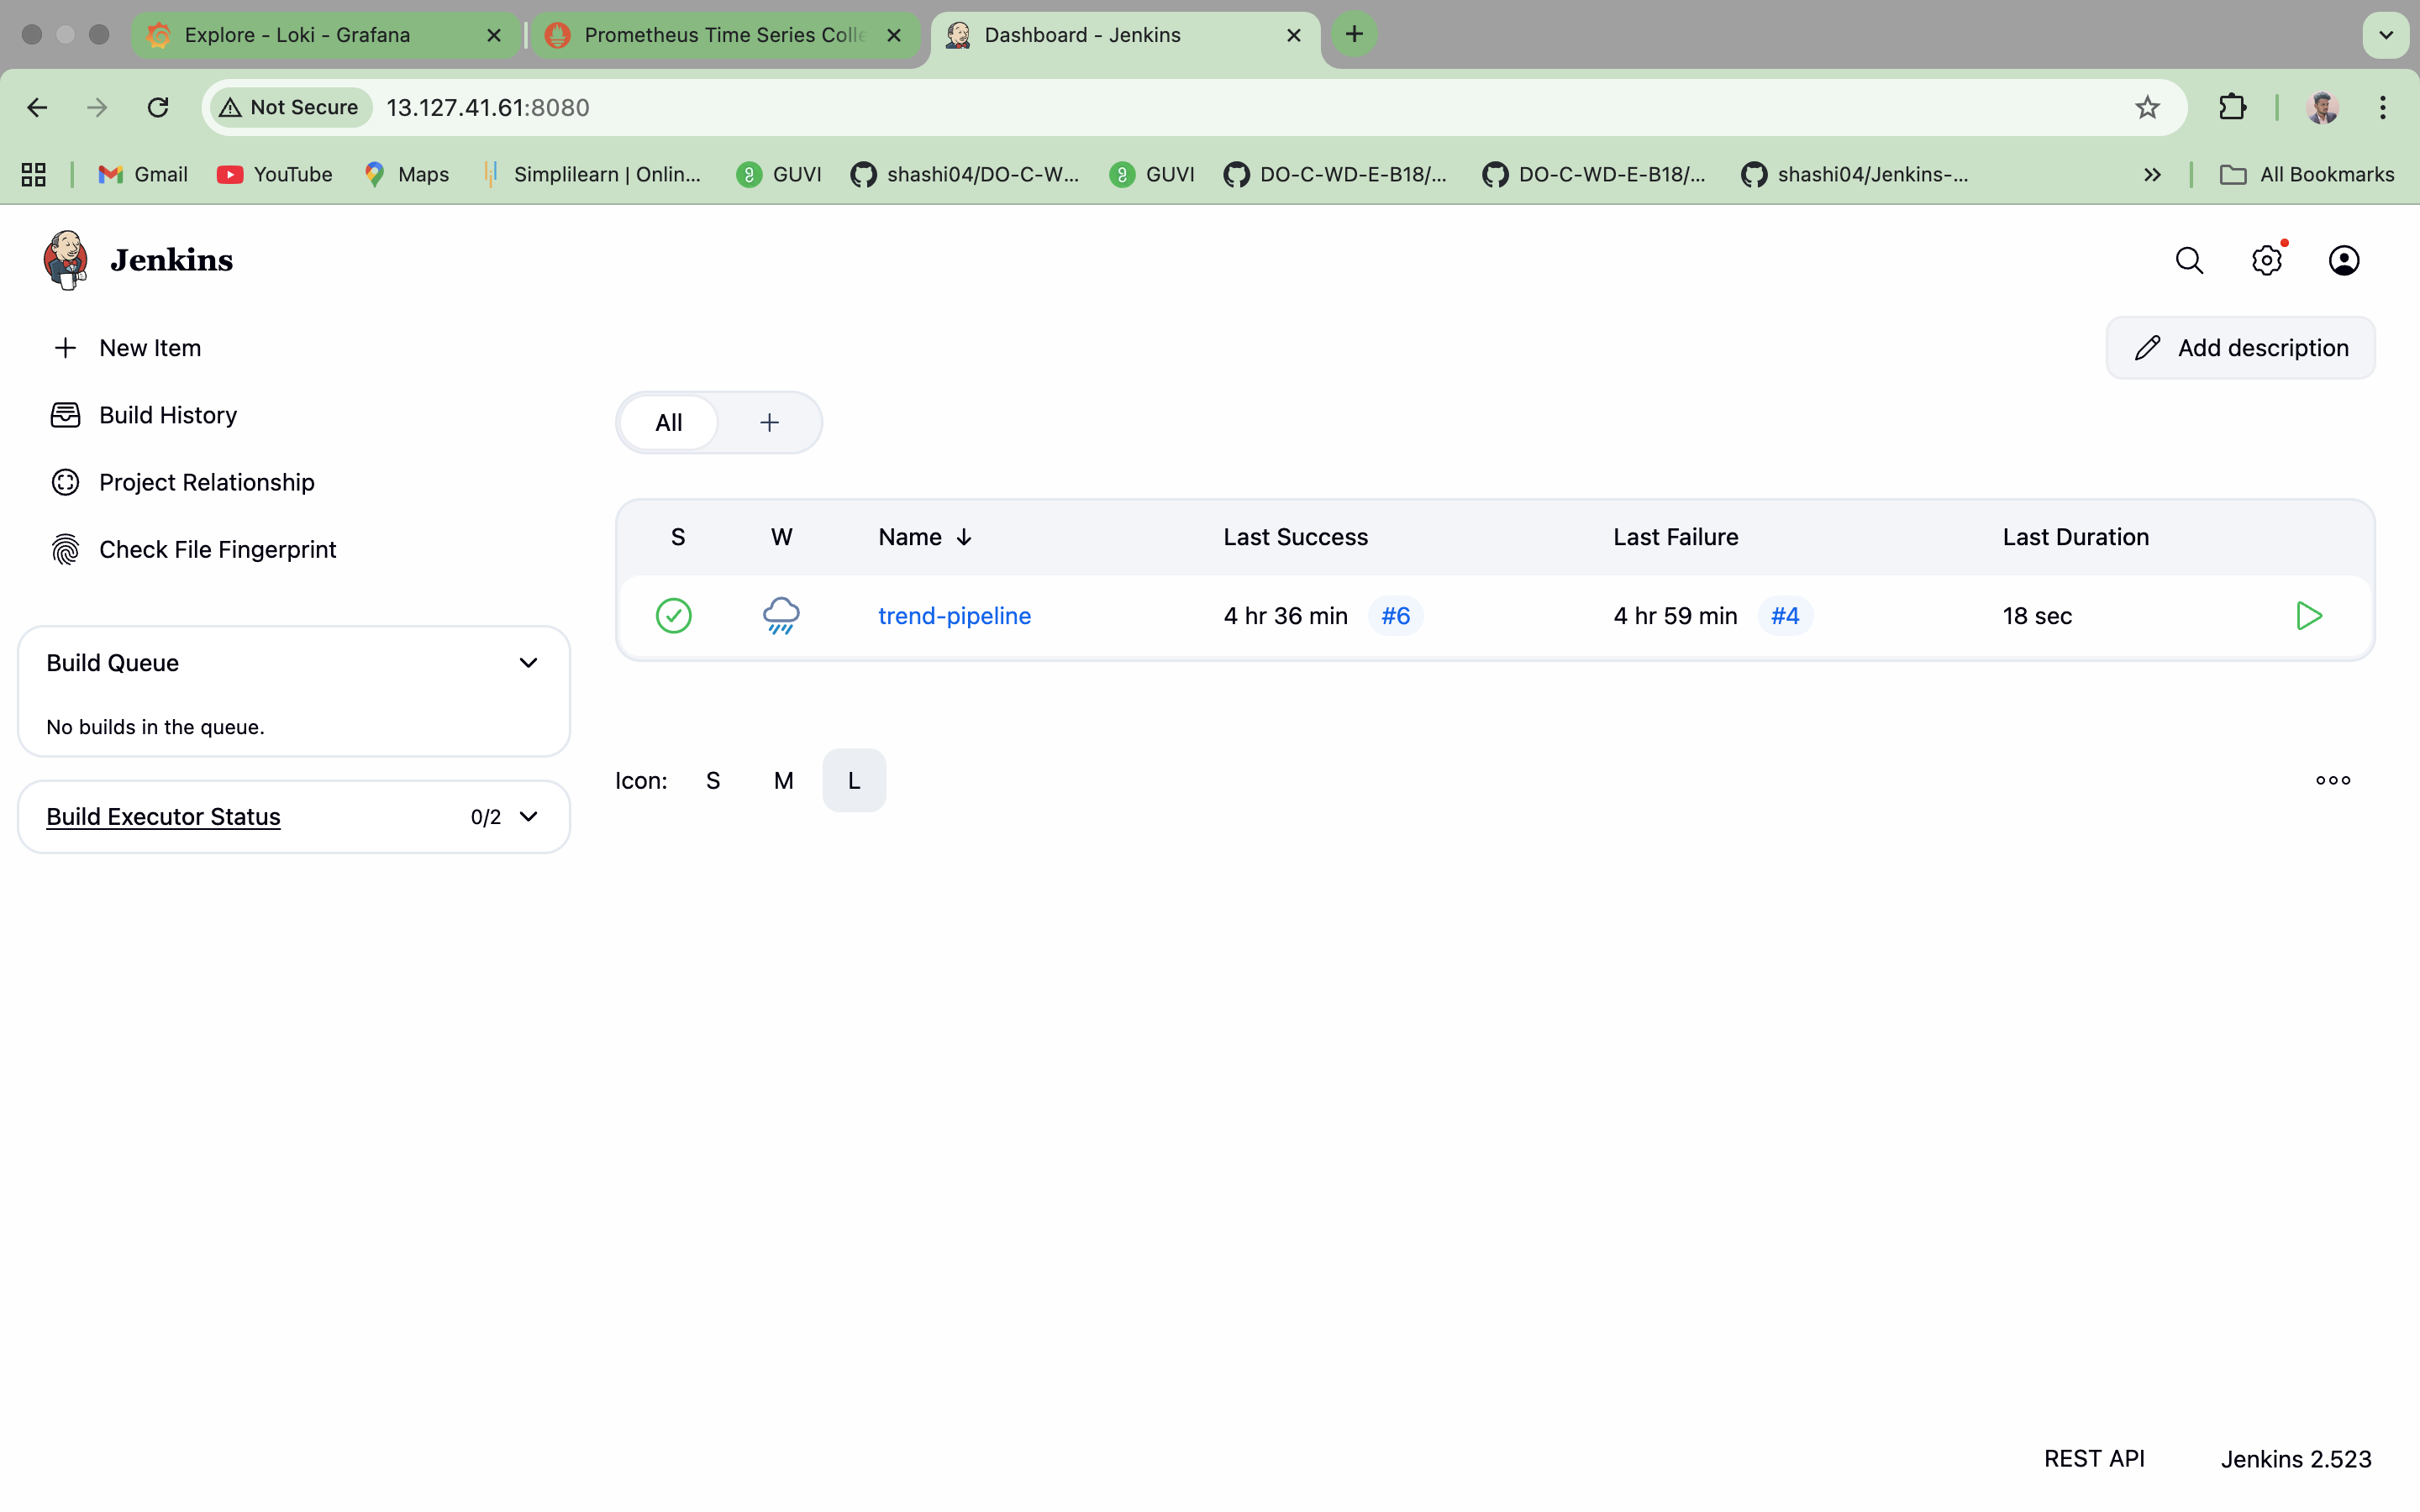 Explore - Loki - Grafana
Prometheus Time Series Colle
Dashboard - Jenkins
Not Secure
13.127.41.61:8080
Gmail
YouTube
Maps
Simplilearn | Onlin...
GUVI
shashi04/DO-C-W...
GUVI
DO-C-WD-E-B18/...
DO-C-WD-E-B18/...
shashi04/Jenkins-...
All Bookmarks
Jenkins
New Item
Add description
Build History
Project Relationship
Check File Fingerprint
All
S W Name Last Success Last Failure Last Duration
trend-pipeline 4 hr 36 min #6 4 hr 59 min #4 18 sec
Build Queue
No builds in the queue.
Build Executor Status 0/2
Icon: S M L
REST API Jenkins 2.523